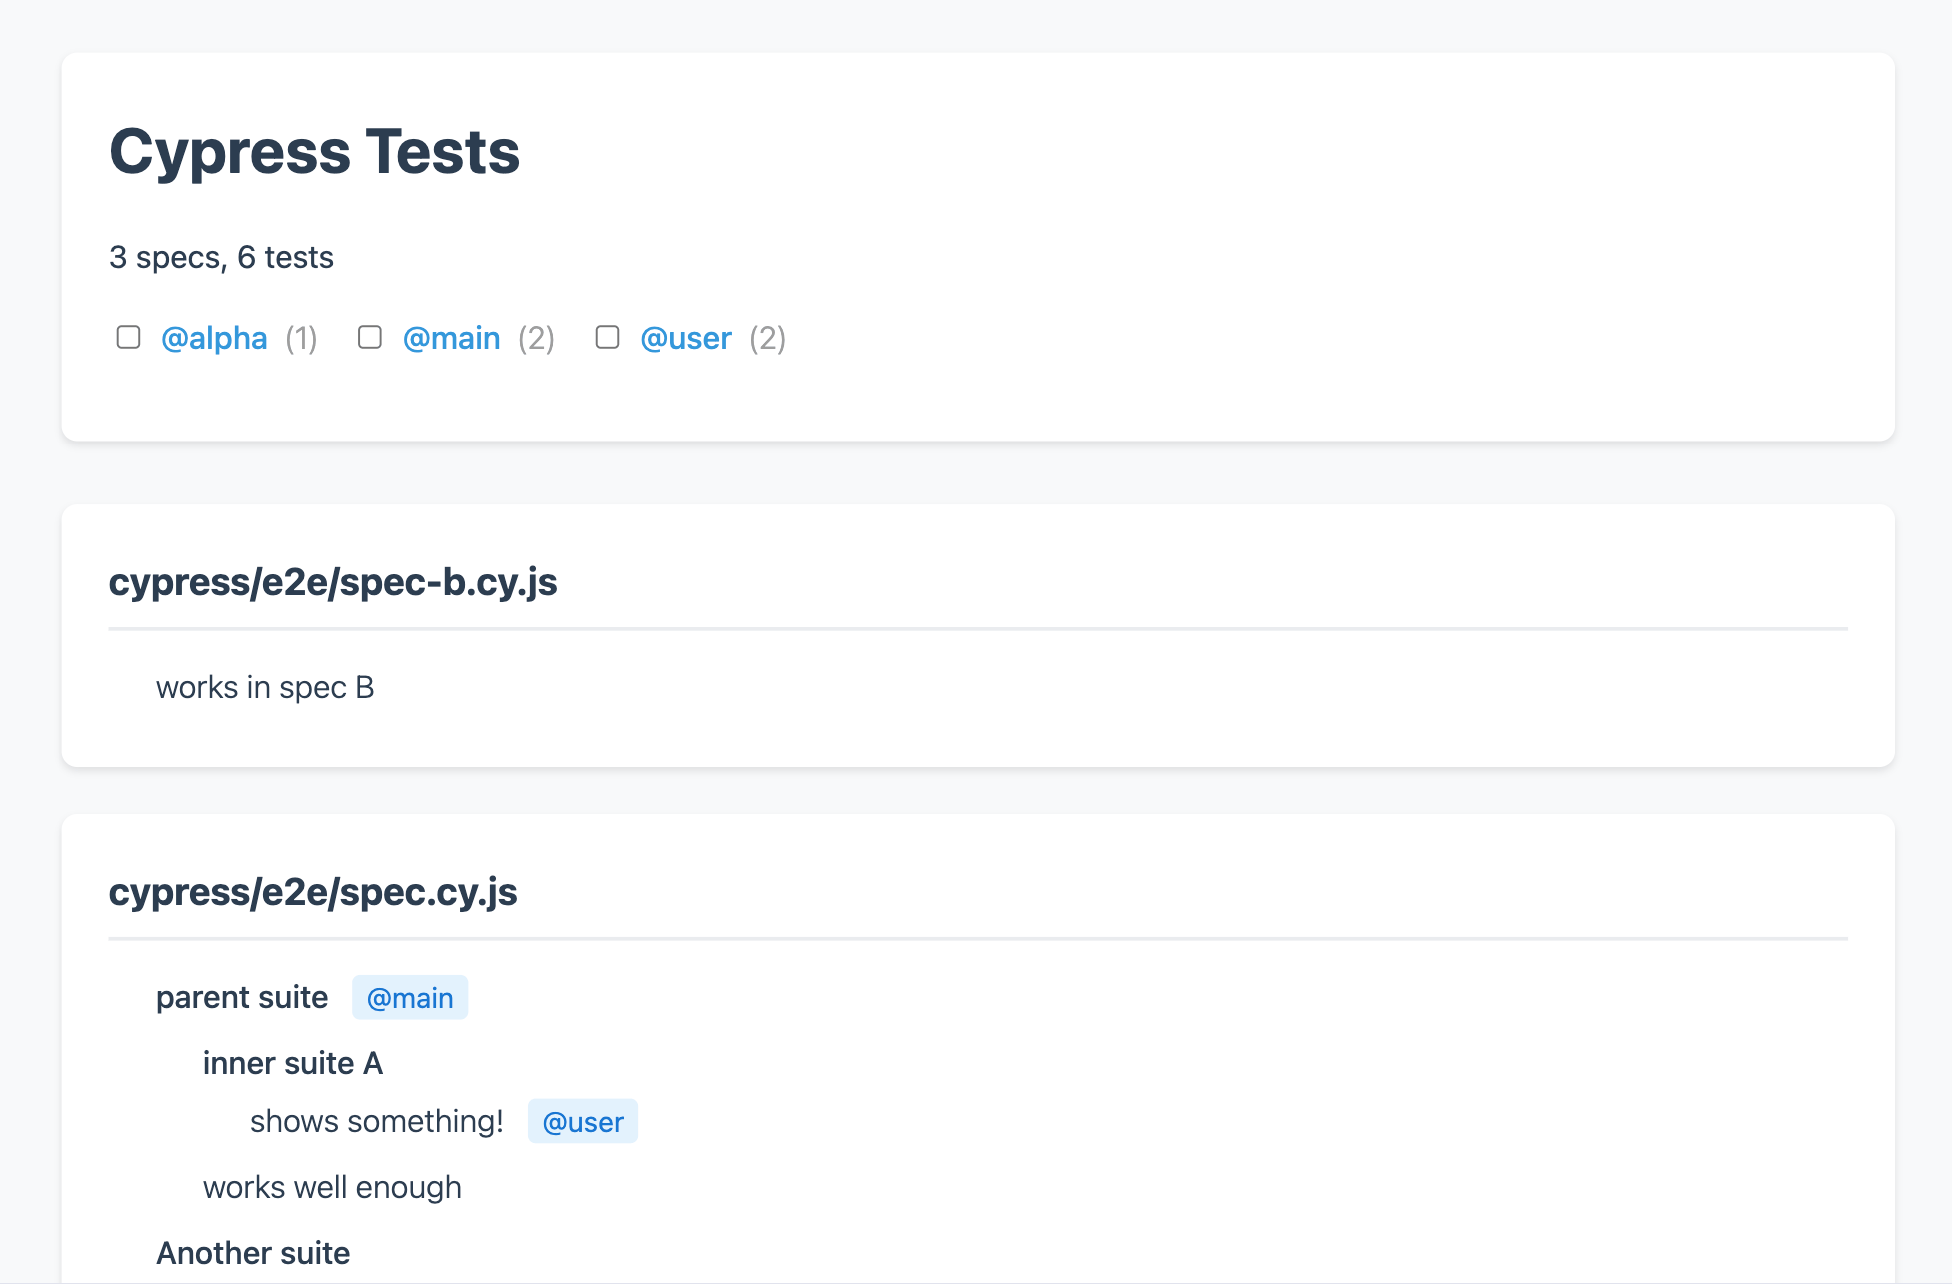 Cypress Tests
3 specs, 6 tests
@alpha (1) @main (2) @user (2)
cypress/e2e/spec-b.cy.js
works in spec B
cypress/e2e/spec.cy.js
parent suite @main
inner suite A
shows something! @user
works well enough
Another suite